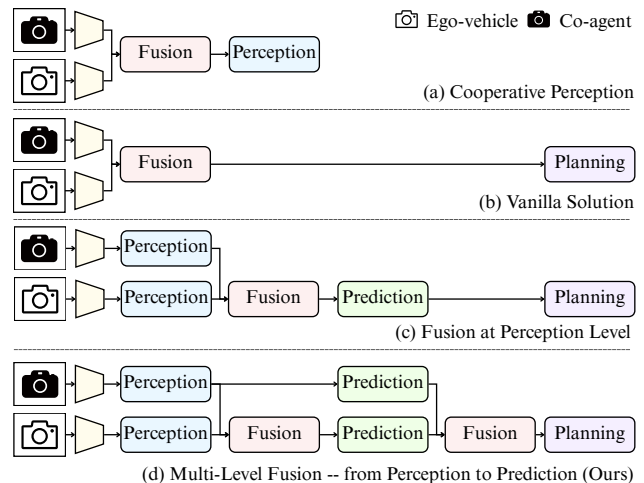 Ego-vehicle Co-agent
Fusion Perception
(a) Cooperative Perception
Fusion Planning
(b) Vanilla Solution
Perception
Perception Fusion Prediction Planning
(c) Fusion at Perception Level
Perception Prediction
Perception Fusion Prediction Fusion Planning
(d) Multi-Level Fusion -- from Perception to Prediction (Ours)